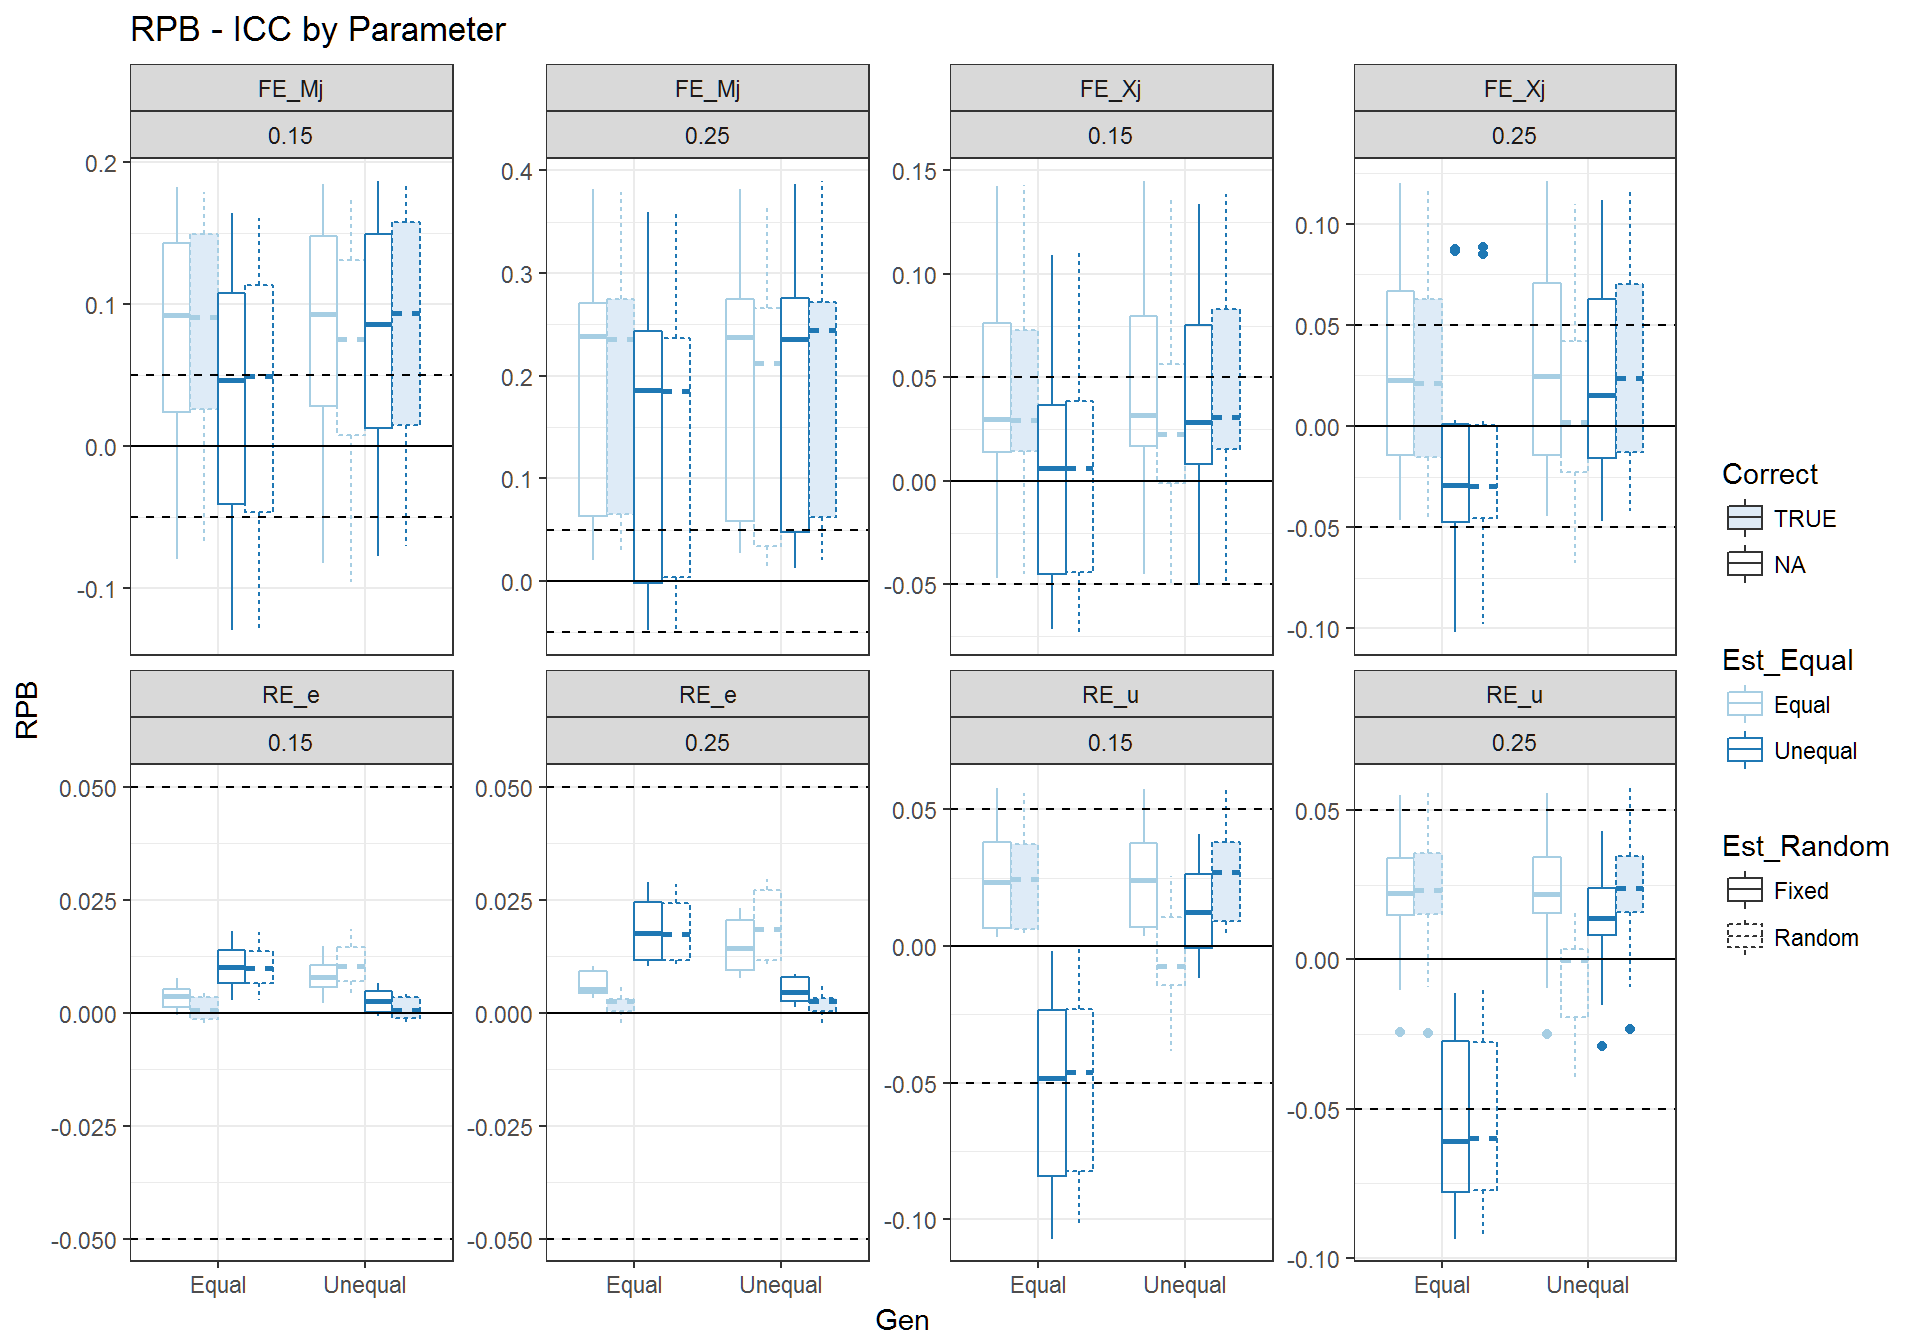 RPB - ICC by Parameter
FE_Mj
FE_Mj
FE_Xj
FE_Xj
0.15
0.25
0.15
0.25
0.2
0.1
0.0
-0.1
0.4
0.3
0.2
0.1
0.0
0.15
0.10
0.05
0.00
-0.05
0.10
0.05
0.00
-0.05
-0.10
RPB
RE_e
RE_e
RE_u
RE_u
0.15
0.25
0.15
0.25
0.050
0.025
0.000
-0.025
-0.050
0.050
0.025
0.000
-0.025
-0.050
0.05
0.00
-0.05
-0.10
0.05
0.00
-0.05
-0.10
Equal Unequal
Equal Unequal
Equal Unequal
Equal Unequal
Gen
Correct
TRUE
NA
Est_Equal
Equal
Unequal
Est_Random
Fixed
Random